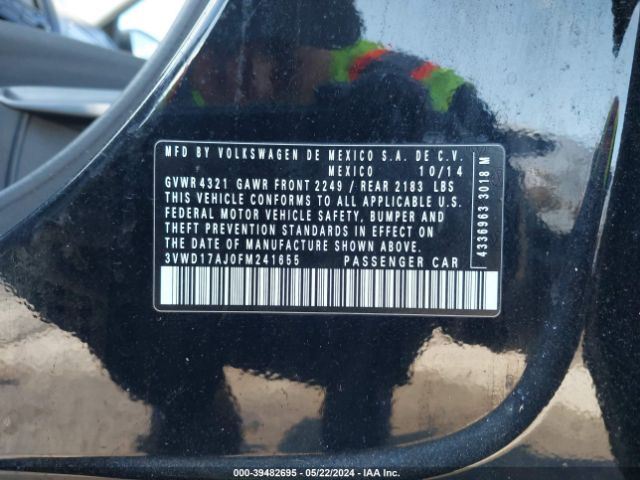 MFD BY VOLKSWAGEN DE MEXICO S.A. DE C.V.
MEXICO 10/14
GVWR 4321 GAWR FRONT 2249 / REAR 2183 LBS
THIS VEHICLE CONFORMS TO ALL APPLICABLE U.S.
FEDERAL MOTOR VEHICLE SAFETY, BUMPER AND
THEFT PREVENTION STANDARDS IN EFFECT ON
THE DATE OF MANUFACTURE SHOWN ABOVE.
3VWD17AJ0FM241655 PASSENGER CAR
4336963 3018 M
000-39482695 - 05/22/2024 - IAA Inc.